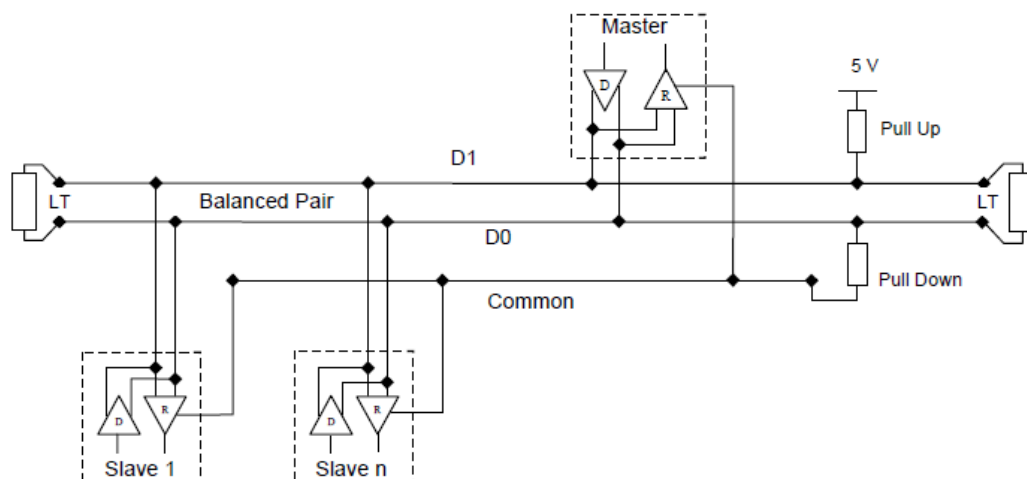 Master
D
R
5 V
Pull Up
D1
LT
Balanced Pair
LT
D0
Pull Down
Common
D
R
D
R
Slave 1
Slave n